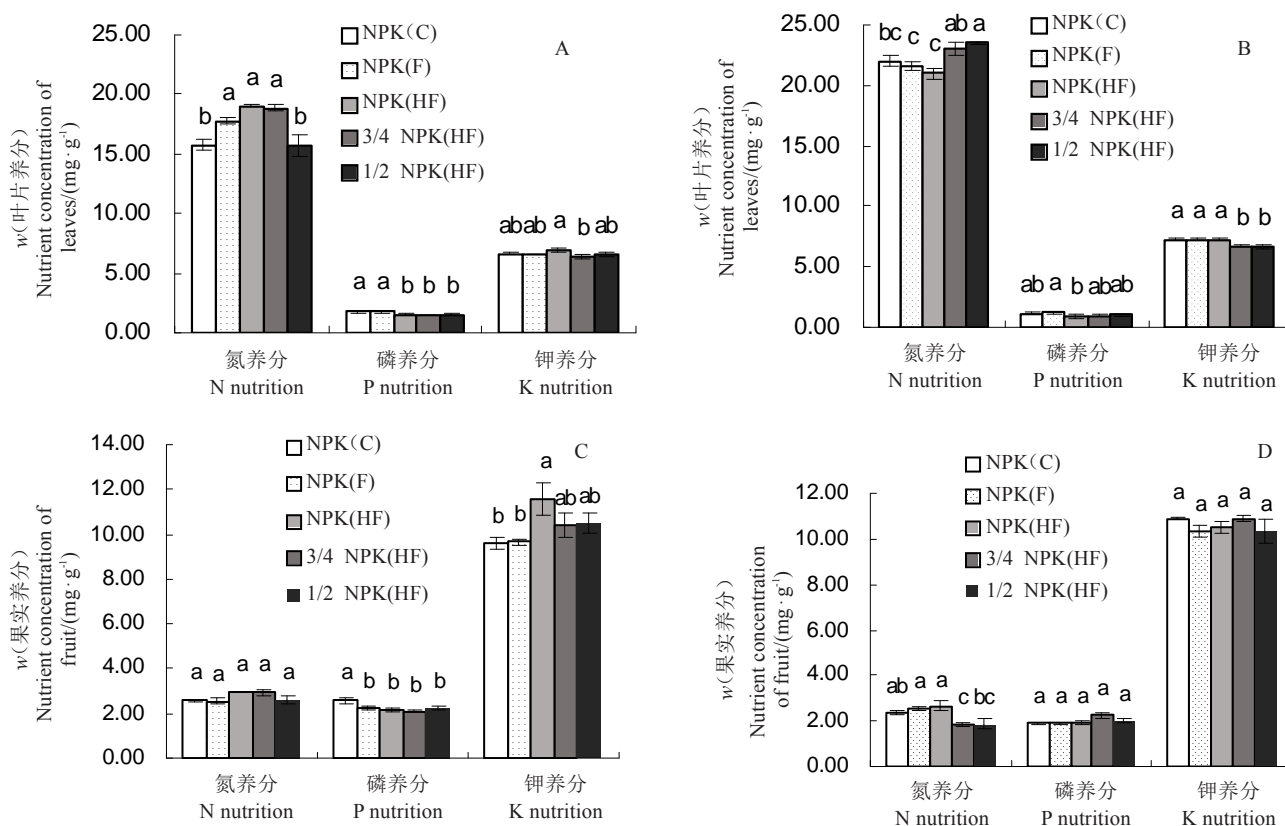 A
NPK(C)
NPK(F)
NPK(HF)
3/4 NPK(HF)
1/2 NPK(HF)
w(叶片养分)
Nutrient concentration of
leaves/(mg·g⁻¹)
25.00
20.00
15.00
10.00
5.00
0.00
b a a a b
a a b b b
ab ab a b ab
氮养分 磷养分 钾养分
N nutrition P nutrition K nutrition
B
NPK(C)
NPK(F)
NPK(HF)
3/4 NPK(HF)
1/2 NPK(HF)
w(叶片养分)
Nutrient concentration of
leaves/(mg·g⁻¹)
25.00
20.00
15.00
10.00
5.00
0.00
bc c c ab a
ab a b ab ab
a a a b b
氮养分 磷养分 钾养分
N nutrition P nutrition K nutrition
C
NPK(C)
NPK(F)
NPK(HF)
3/4 NPK(HF)
1/2 NPK(HF)
w(果实养分)
Nutrient concentration of
fruit/(mg·g⁻¹)
14.00
12.00
10.00
8.00
6.00
4.00
2.00
0.00
a a a a a
a b b b b
b b a ab ab
氮养分 磷养分 钾养分
N nutrition P nutrition K nutrition
D
NPK(C)
NPK(F)
NPK(HF)
3/4 NPK(HF)
1/2 NPK(HF)
w(果实养分)
Nutrient concentration
of fruit/(mg·g⁻¹)
12.00
10.00
8.00
6.00
4.00
2.00
0.00
ab a a c bc
a a a a a
a a a a a
氮养分 磷养分 钾养分
N nutrition P nutrition K nutrition